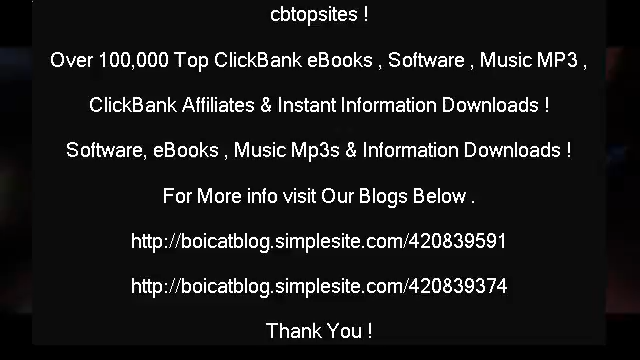 cbtopsites !
Over 100,000 Top ClickBank eBooks , Software , Music MP3 ,
ClickBank Affiliates & Instant Information Downloads !
Software, eBooks , Music Mp3s & Information Downloads !
For More info visit Our Blogs Below .
http://boicatblog.simplesite.com/420839591
http://boicatblog.simplesite.com/420839374
Thank You !